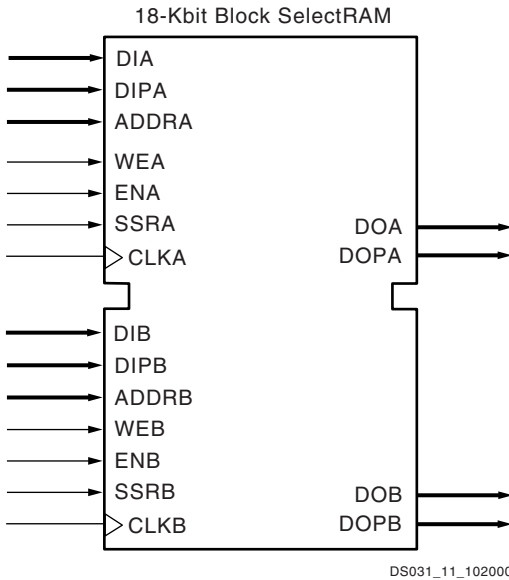 18-Kbit Block SelectRAM
DIA
DIPA
ADDRA
WEA
ENA
SSRA
CLKA
DOA
DOPA
DIB
DIPB
ADDRB
WEB
ENB
SSRB
CLKB
DOB
DOPB
DS031_11_102000